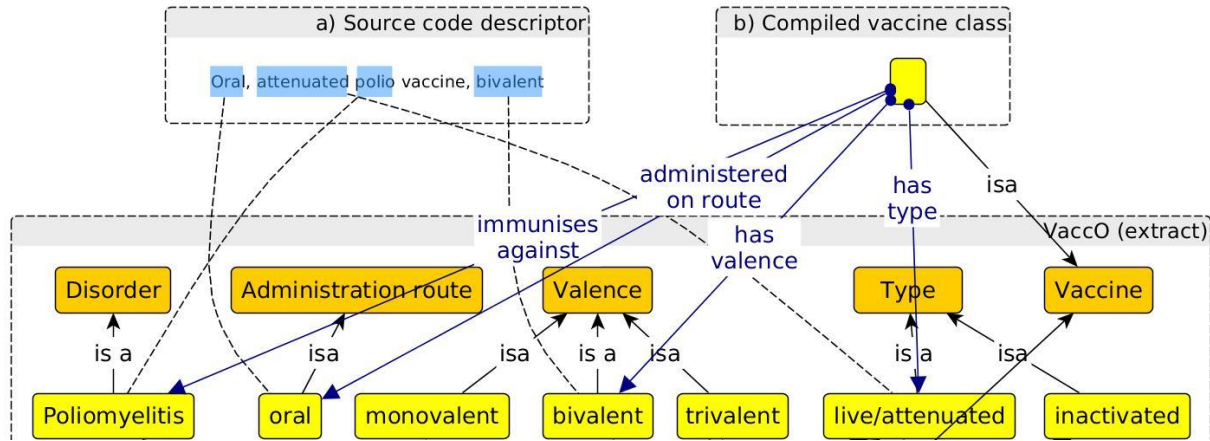 a) Source code descriptor
b) Compiled vaccine class
Oral, attenuated polio vaccine, bivalent
administered
on route
has
type
isa
immunises
against
has
valence
VaccO (extract)
Disorder
Administration route
Valence
Type
Vaccine
is a
isa
isa
is a
isa
is a
isa
Poliomyelitis
oral
monovalent
bivalent
trivalent
live/attenuated
inactivated